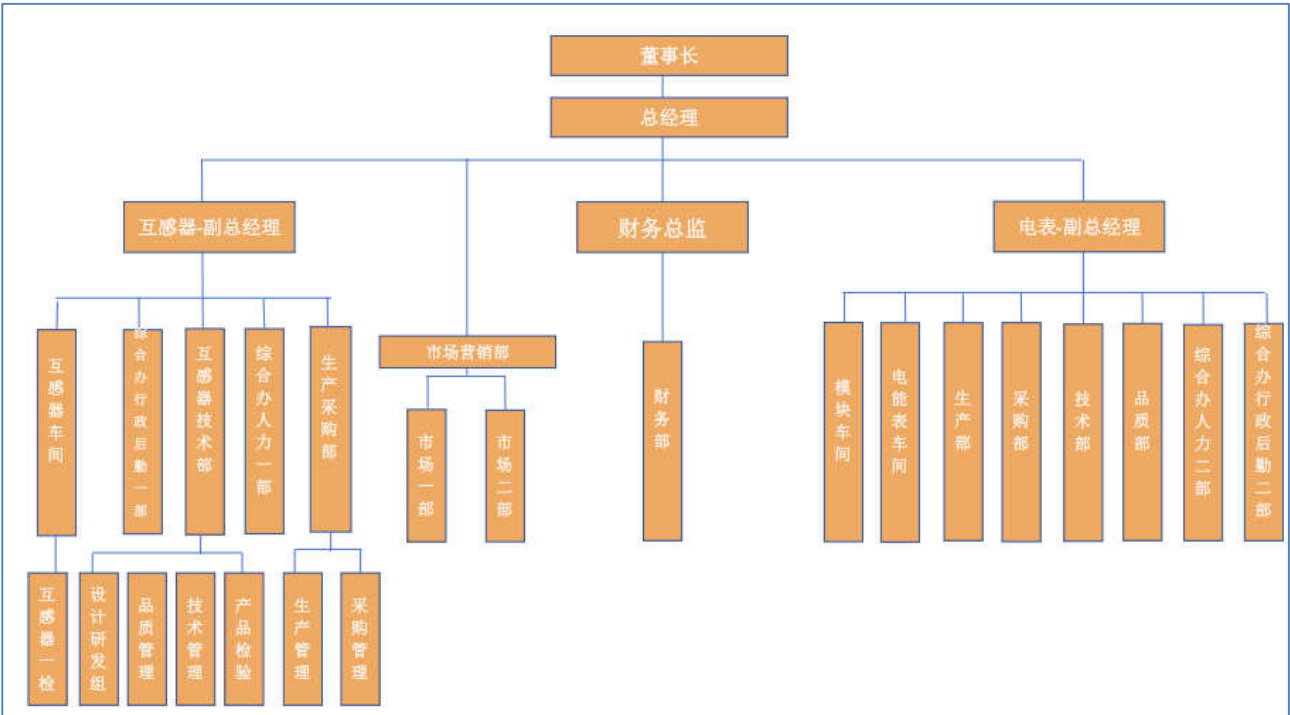 董事长
总经理
互感器-副总经理
财务总监
电表-副总经理
互感器车间
综合办行政后勤一部
互感器技术部
综合办人力一部
生产采购部
市场营销部
市场一部
市场二部
财务部
模块车间
电能表车间
生产部
采购部
技术部
品质部
综合办人力二部
综合办行政后勤二部
互感器一检
设计研发组
品质管理
技术管理
产品检验
生产管理
采购管理